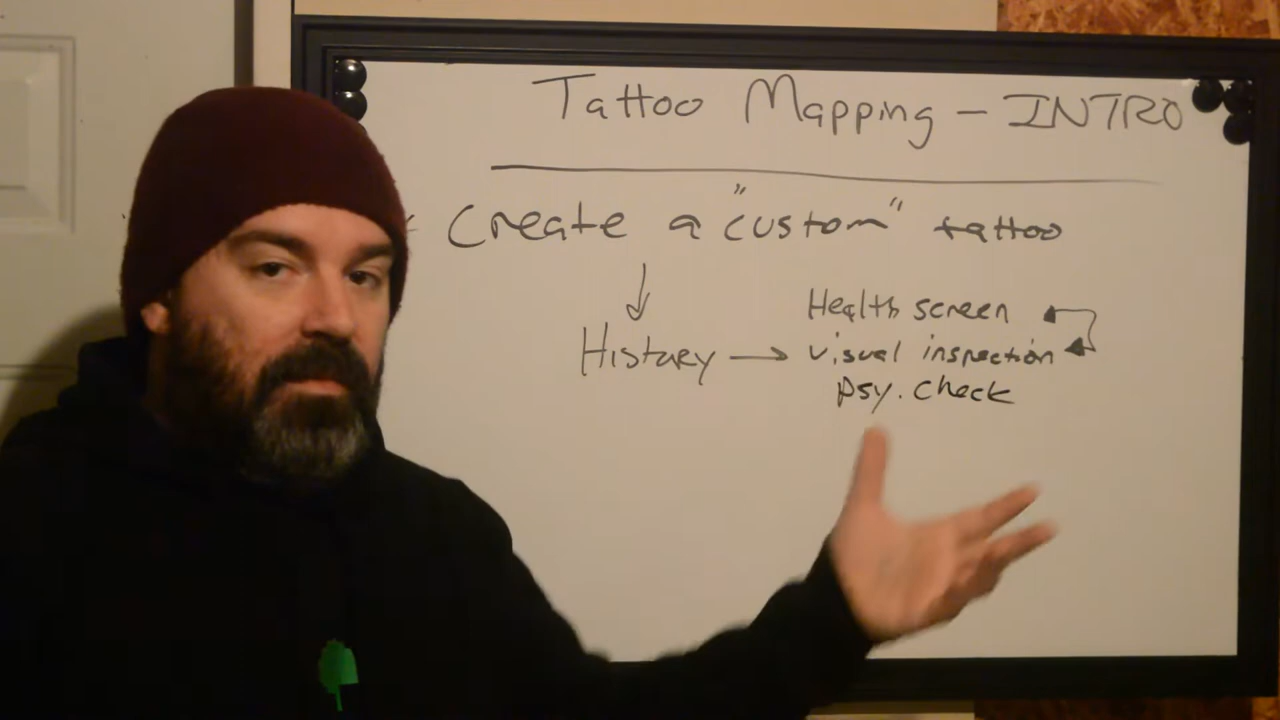 Tattoo Mapping - INTRO
Create a "custom" tattoo
Health screen
History → visual inspection
psy. check